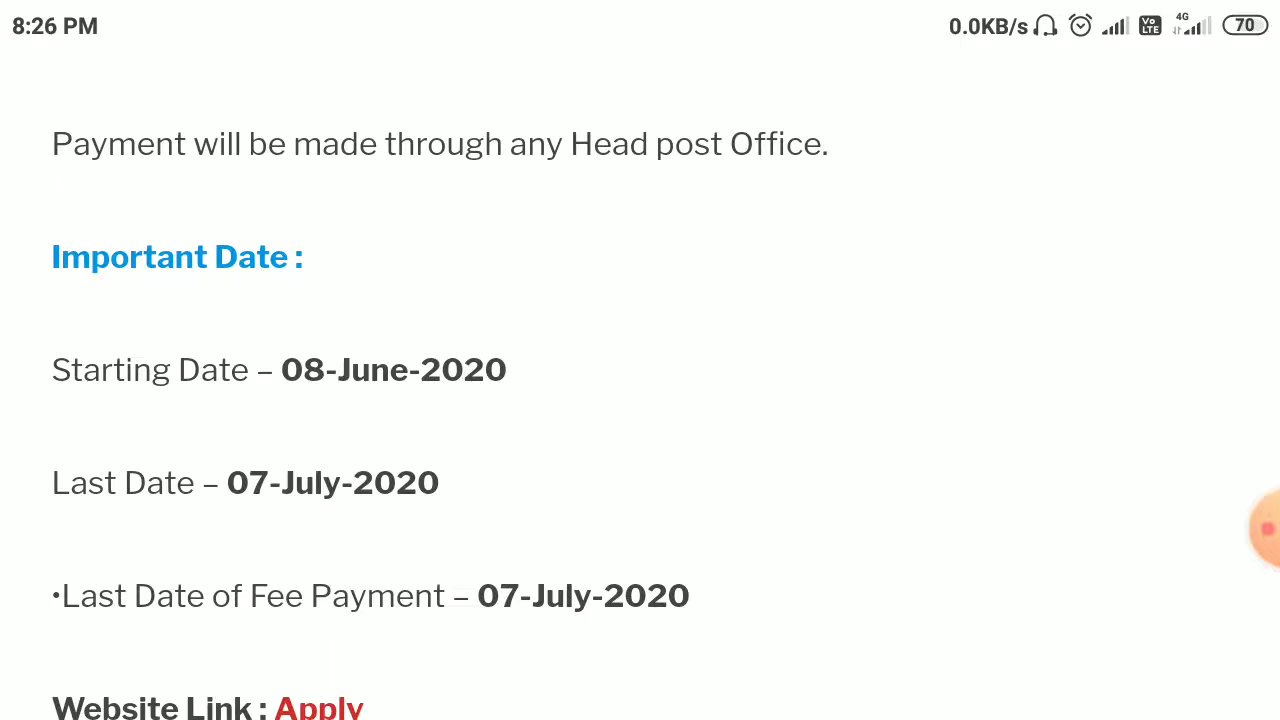 8:26 PM 0.0KB/s Vo LTE 4G 70
Payment will be made through any Head post Office.
Important Date :
Starting Date – 08-June-2020
Last Date – 07-July-2020
•Last Date of Fee Payment – 07-July-2020
Website Link : Apply